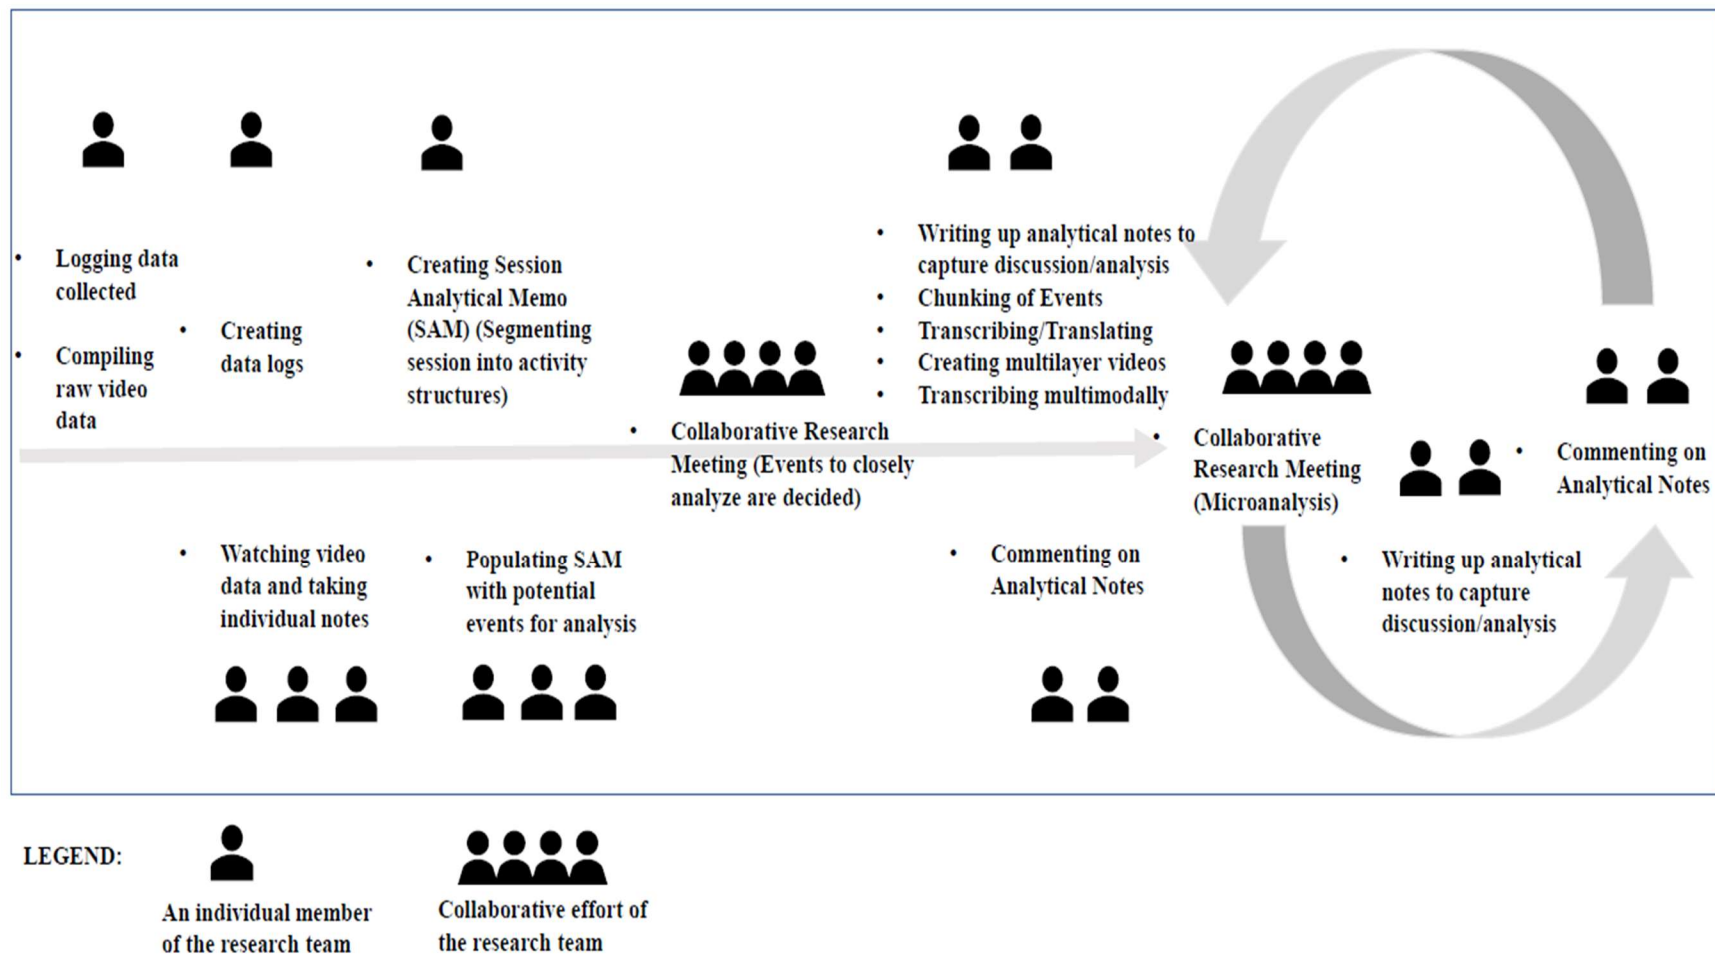 • Logging data
collected
• Compiling
raw video
data
• Creating
data logs
• Creating Session
Analytical Memo
(SAM) (Segmenting
session into activity
structures)
• Watching video
data and taking
individual notes
• Populating SAM
with potential
events for analysis
• Collaborative Research
Meeting (Events to closely
analyze are decided)
• Writing up analytical notes to
capture discussion/analysis
• Chunking of Events
• Transcribing/Translating
• Creating multilayer videos
• Transcribing multimodally
• Commenting on
Analytical Notes
• Collaborative
Research Meeting
(Microanalysis)
• Writing up analytical
notes to capture
discussion/analysis
• Commenting on
Analytical Notes
LEGEND:
An individual member
of the research team
Collaborative effort of
the research team